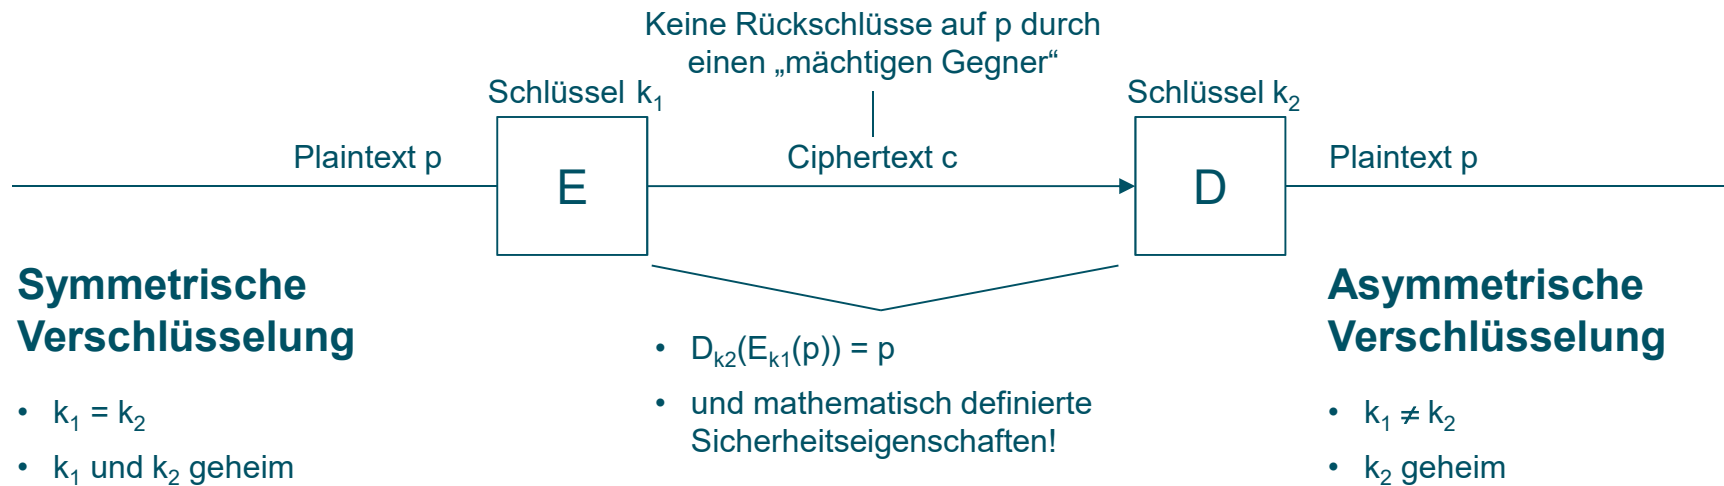 Keine Rückschlüsse auf p durch
einen „mächtigen Gegner“
Schlüssel k₁
Schlüssel k₂
Plaintext p
E
Ciphertext c
D
Plaintext p
Symmetrische
Verschlüsselung
• k₁ = k₂
• k₁ und k₂ geheim
• Dₖ₂(Eₖ₁(p)) = p
• und mathematisch definierte
Sicherheitseigenschaften!
Asymmetrische
Verschlüsselung
• k₁ ≠ k₂
• k₂ geheim